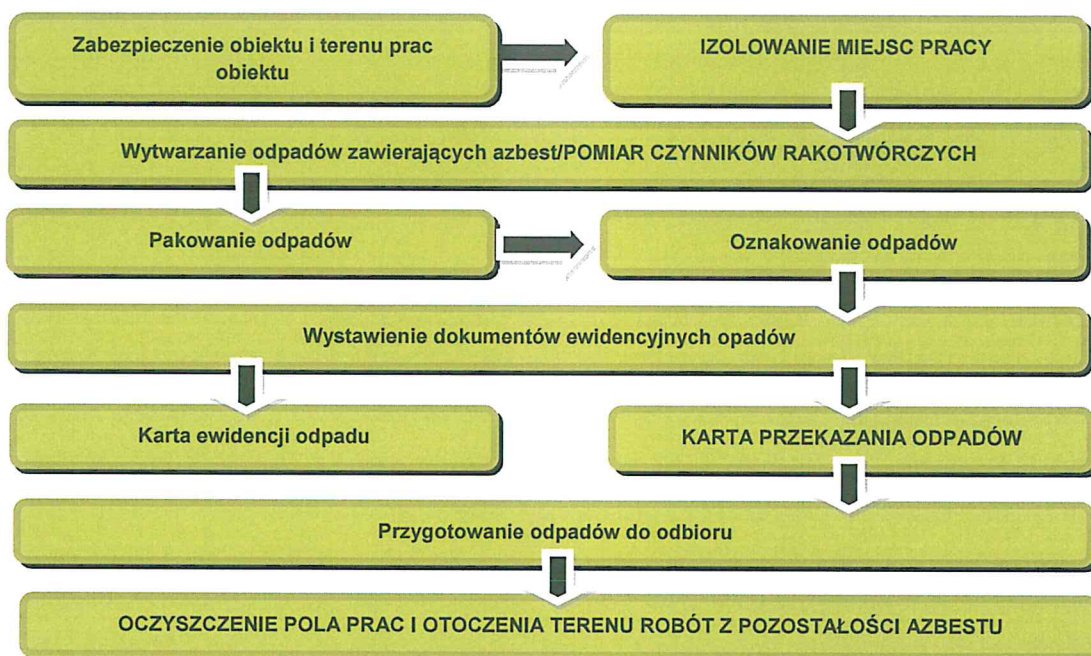 Zabezpieczenie obiektu i terenu prac
obiektu
IZOLOWANIE MIEJSC PRACY
Wytwarzanie odpadów zawierających azbest/POMIAR CZYNNIKÓW RAKOTWÓRCZYCH
Pakowanie odpadów
Oznakowanie odpadów
Wystawienie dokumentów ewidencyjnych opadów
Karta ewidencji odpadu
KARTA PRZEKAZANIA ODPADÓW
Przygotowanie odpadów do odbioru
OCZYSZCZENIE POLA PRAC I OTOCZENIA TERENU ROBÓT Z POZOSTAŁOŚCI AZBESTU